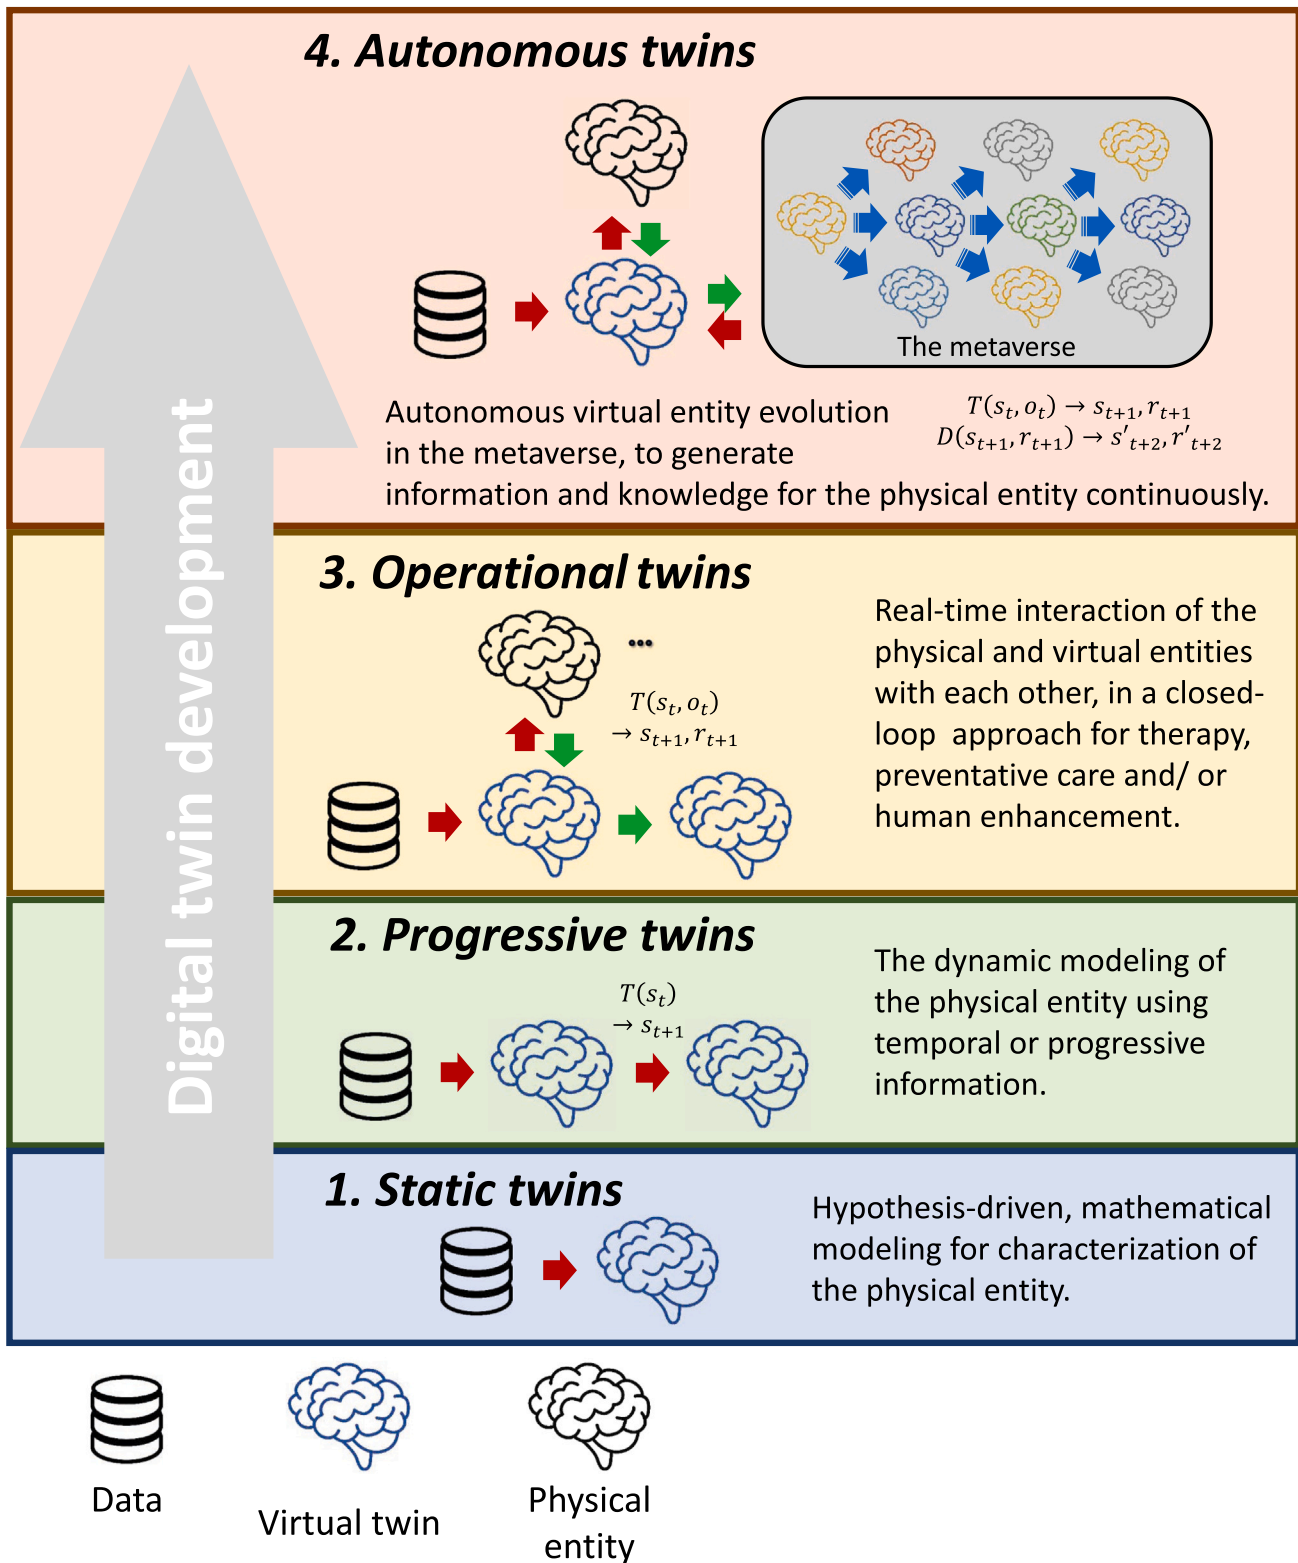 4. Autonomous twins
The metaverse
Autonomous virtual entity evolution
in the metaverse, to generate
information and knowledge for the physical entity continuously.
T(s_t, o_t) → s_{t+1}, r_{t+1}
D(s_{t+1}, r_{t+1}) → s'_{t+2}, r'_{t+2}
Digital twin development
3. Operational twins
...
T(s_t, o_t)
→ s_{t+1}, r_{t+1}
Real-time interaction of the
physical and virtual entities
with each other, in a closed-
loop approach for therapy,
preventative care and/ or
human enhancement.
2. Progressive twins
T(s_t)
→ s_{t+1}
The dynamic modeling of
the physical entity using
temporal or progressive
information.
1. Static twins
Hypothesis-driven, mathematical
modeling for characterization of
the physical entity.
Data
Virtual twin
Physical
entity